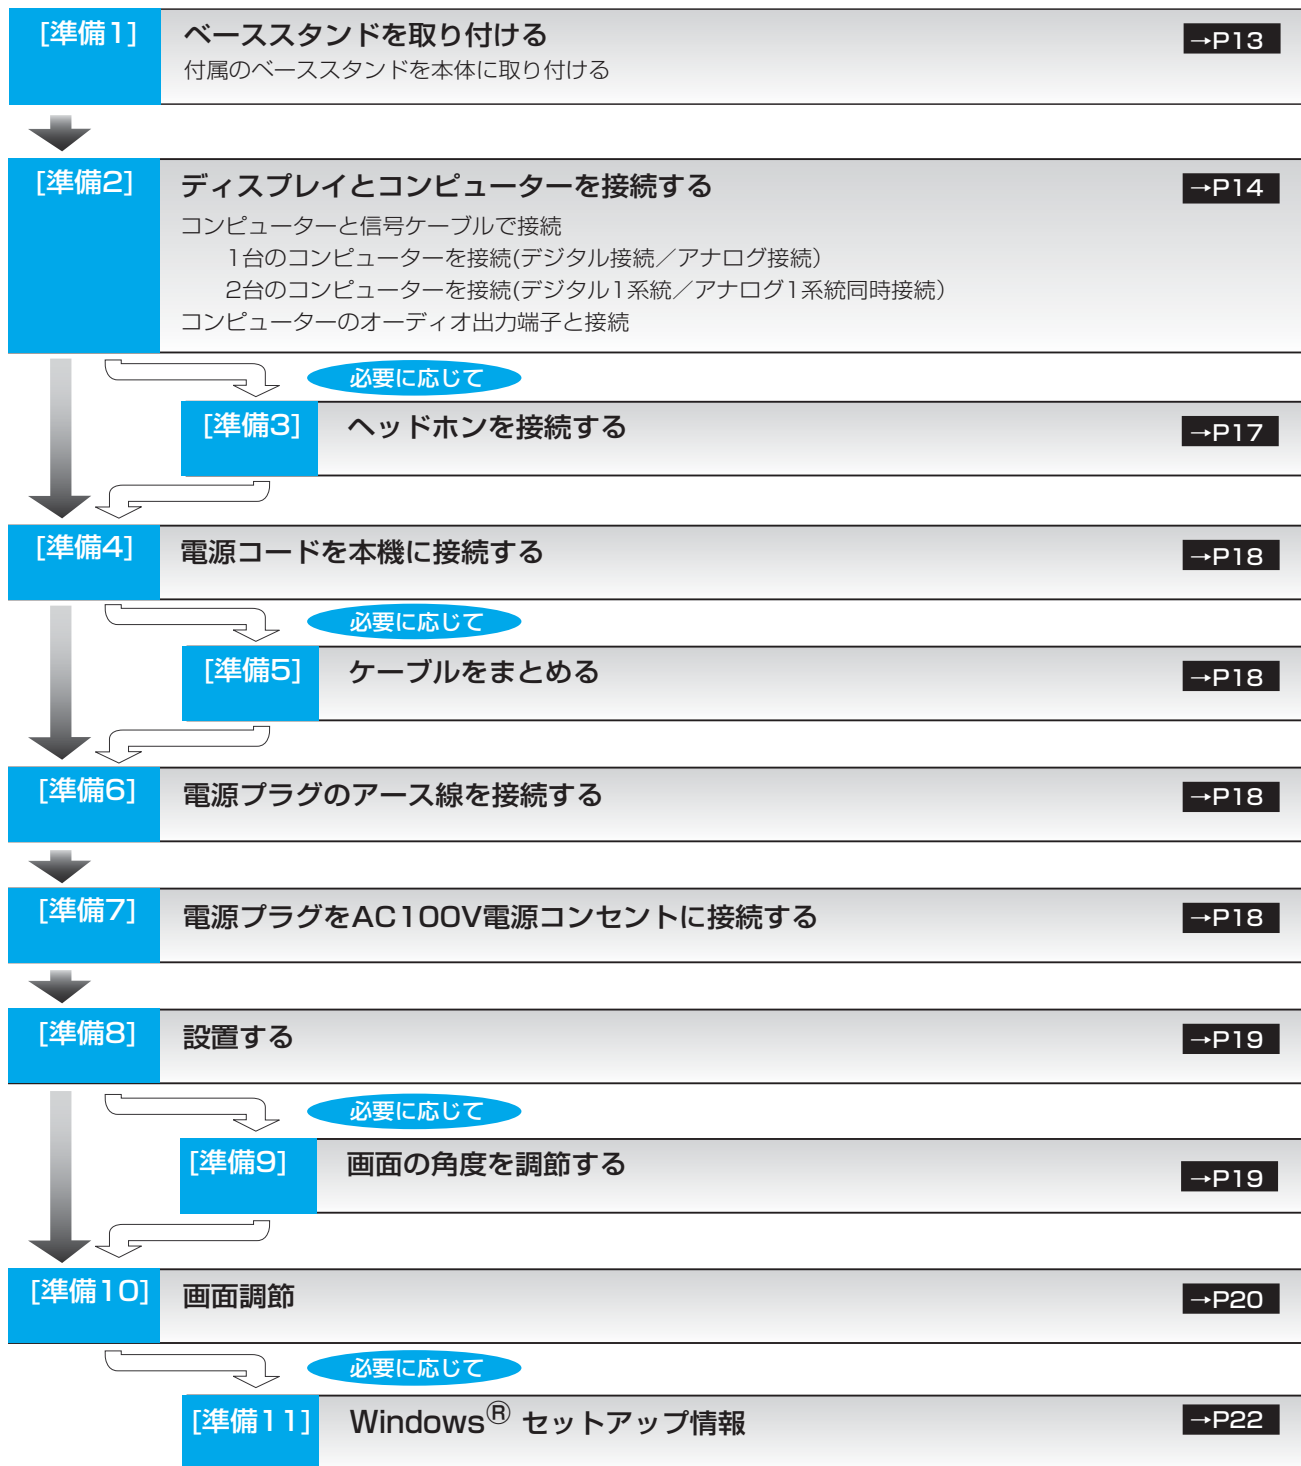 [準備1]
ベーススタンドを取り付ける
→P13
付属のベーススタンドを本体に取り付ける
[準備2]
ディスプレイとコンピューターを接続する
→P14
コンピューターと信号ケーブルで接続
1台のコンピューターを接続(デジタル接続／アナログ接続）
2台のコンピューターを接続(デジタル1系統／アナログ1系統同時接続）
コンピューターのオーディオ出力端子と接続
必要に応じて
[準備3]
ヘッドホンを接続する
→P17
[準備4]
電源コードを本機に接続する
→P18
必要に応じて
[準備5]
ケーブルをまとめる
→P18
[準備6]
電源プラグのアース線を接続する
→P18
[準備7]
電源プラグをAC100V電源コンセントに接続する
→P18
[準備8]
設置する
→P19
必要に応じて
[準備9]
画面の角度を調節する
→P19
[準備10]
画面調節
→P20
必要に応じて
[準備11]
Windows® セットアップ情報
→P22